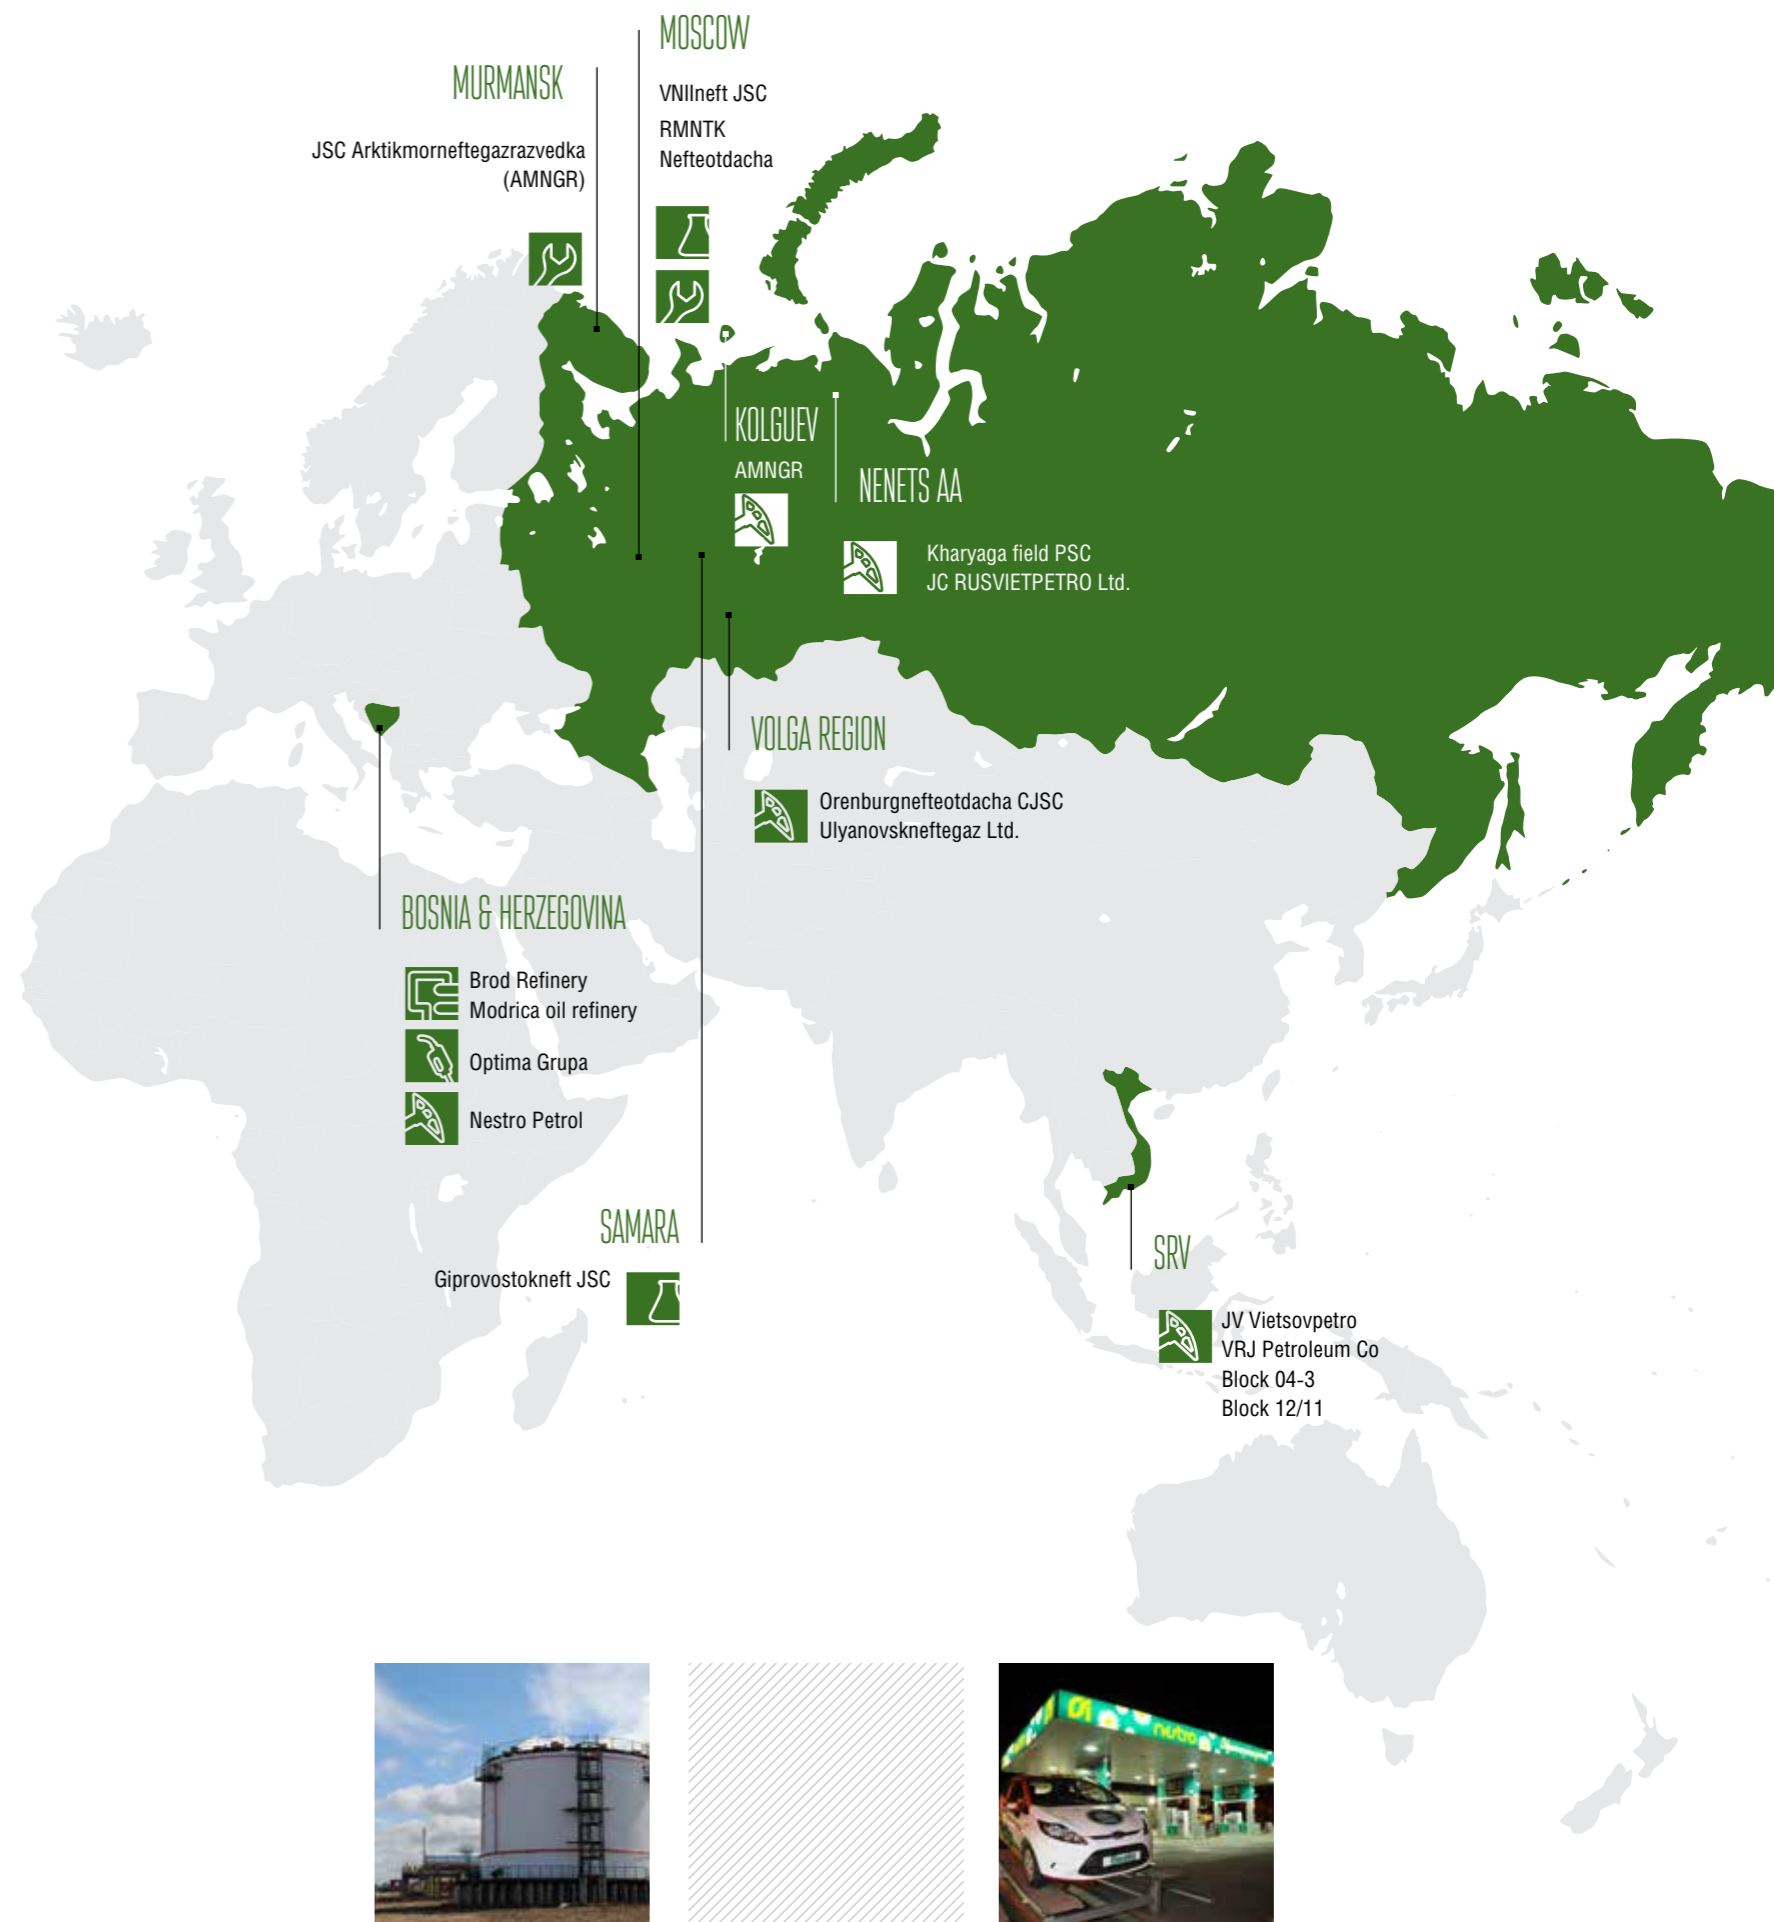 MOSCOW
VNIIneft JSC
RMNTK
Nefteotdacha
MURMANSK
JSC Arktikmorneftegazrazvedka
(AMNGR)
KOLGUEV
AMNGR
NENETS AA
Kharyaga field PSC
JC RUSVIETPETRO Ltd.
VOLGA REGION
Orenburgnefteotdacha CJSC
Ulyanovskneftegaz Ltd.
BOSNIA & HERZEGOVINA
Brod Refinery
Modrica oil refinery
Optima Grupa
Nestro Petrol
SAMARA
Giprovostokneft JSC
SRV
JV Vietsovpetro
VRJ Petroleum Co
Block 04-3
Block 12/11
nestro